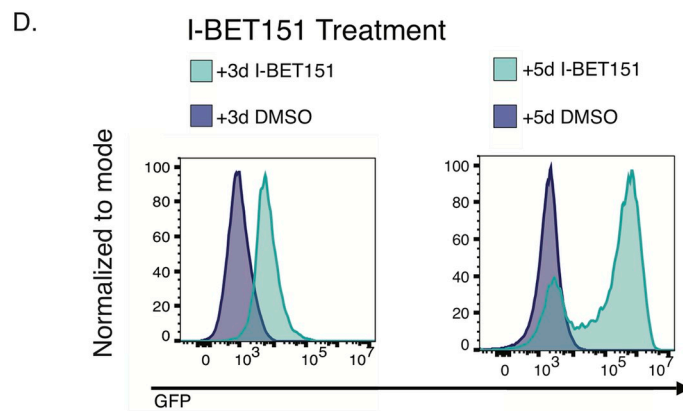 D.
I-BET151 Treatment
+3d I-BET151
+3d DMSO
+5d I-BET151
+5d DMSO
Normalized to mode
100
80
60
40
20
0
0 10³ 10⁵ 10⁷
100
80
60
40
20
0
0 10³ 10⁵ 10⁷
GFP